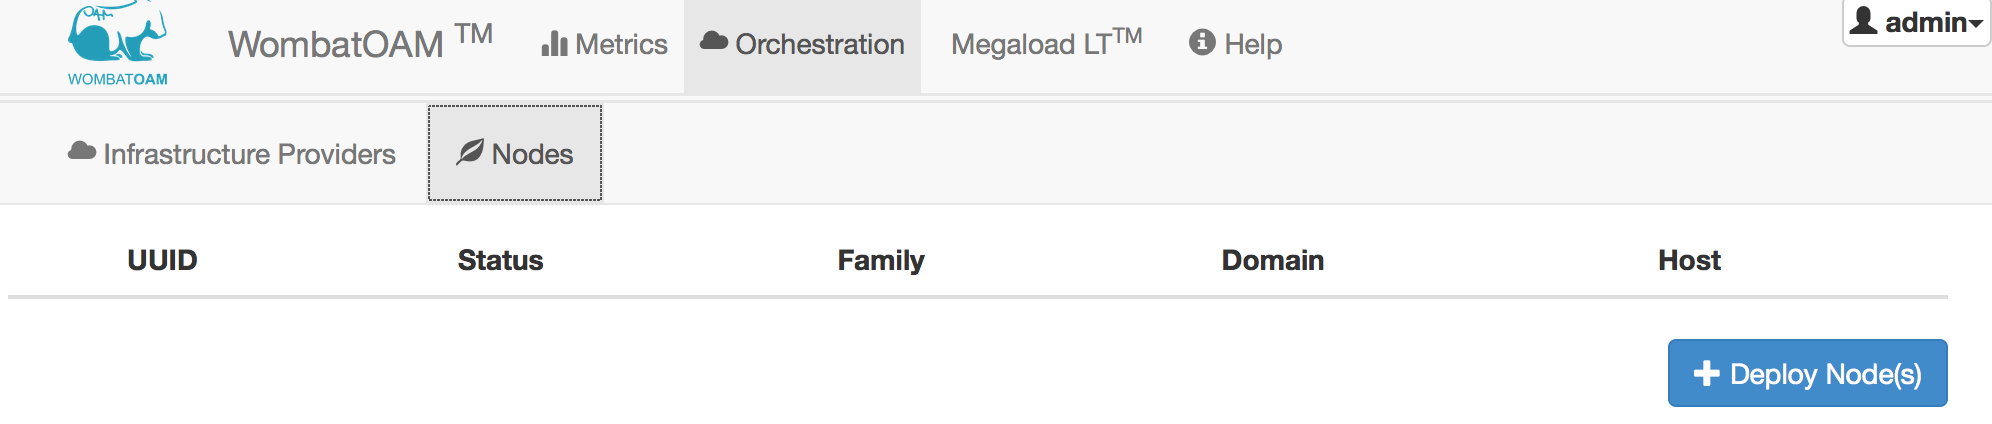 OAM
WOMBATOAM
WombatOAM TM
Metrics
Orchestration
Megaload LTTM
Help
admin
Infrastructure Providers
Nodes
UUID Status Family Domain Host
Deploy Node(s)